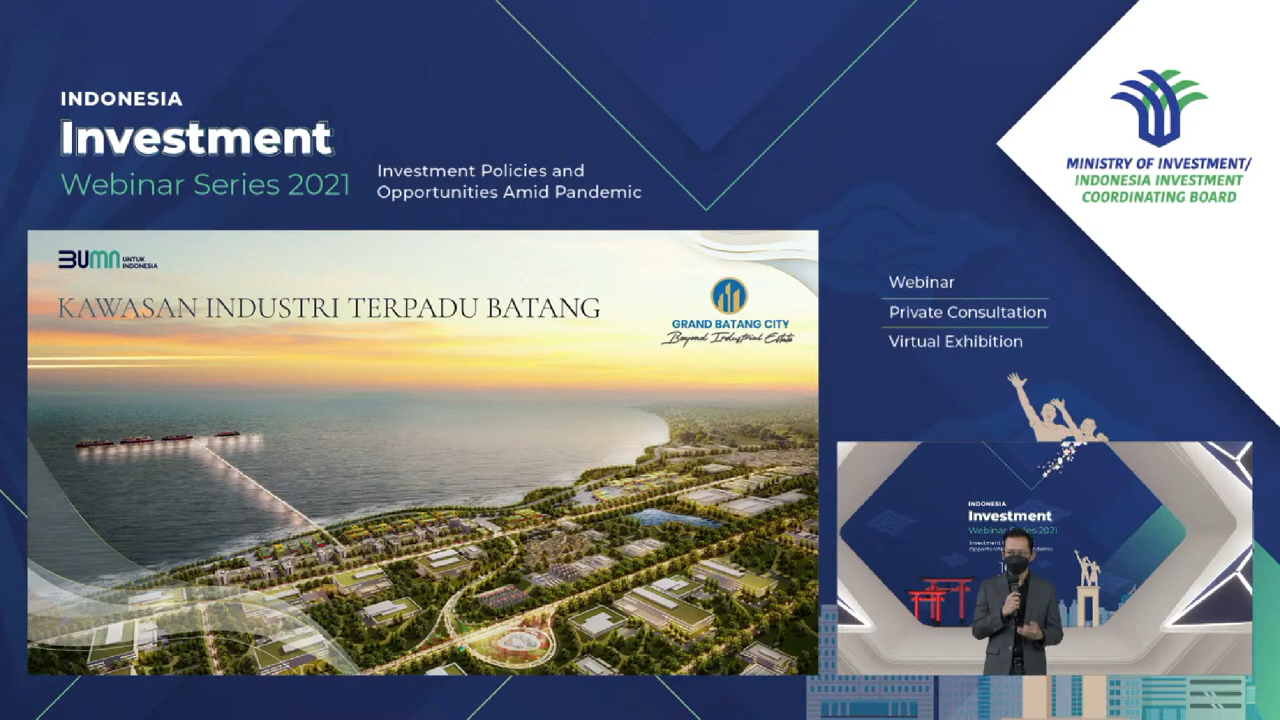 INDONESIA
Investment
Webinar Series 2021
Investment Policies and
Opportunities Amid Pandemic
MINISTRY OF INVESTMENT/
INDONESIA INVESTMENT
COORDINATING BOARD
BUMN UNTUK
INDONESIA
KAWASAN INDUSTRI TERPADU BATANG
GRAND BATANG CITY
Beyond Industrial Estate
Webinar
Private Consultation
Virtual Exhibition
INDONESIA
Investment
Webinar Series 2021